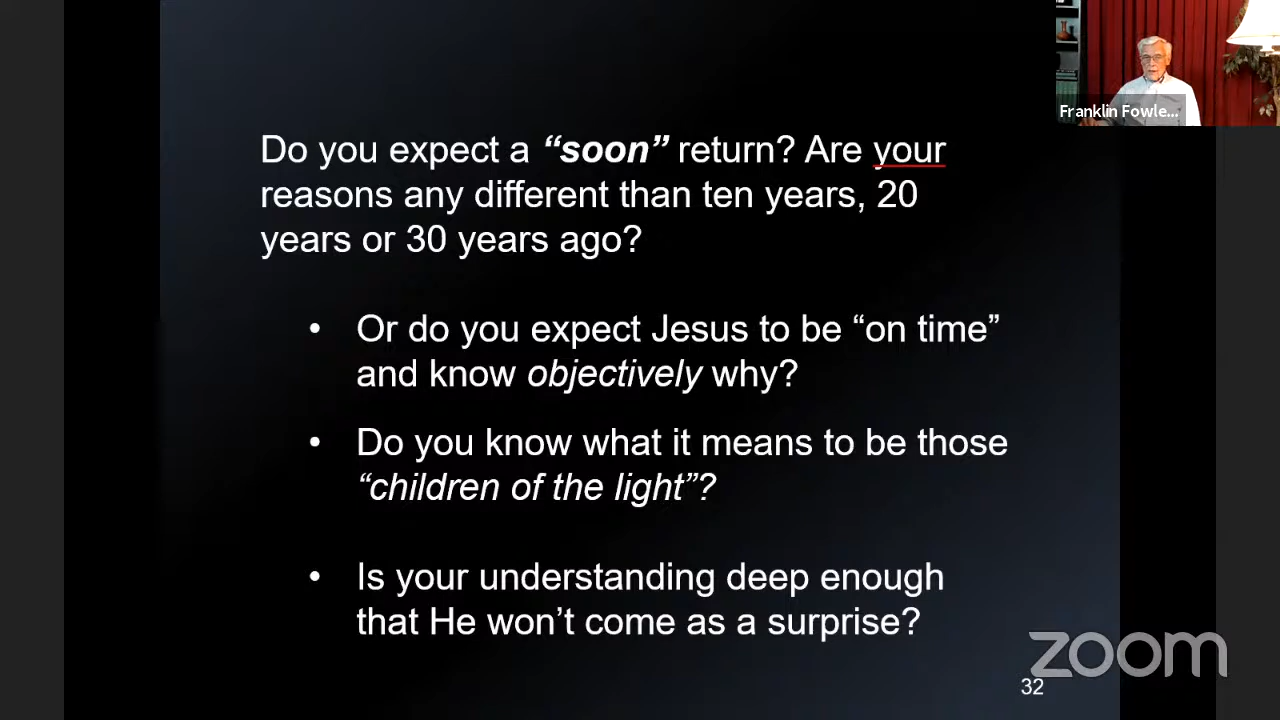 Franklin Fowle...
Do you expect a “soon” return? Are your
reasons any different than ten years, 20
years or 30 years ago?
• Or do you expect Jesus to be “on time”
and know objectively why?
• Do you know what it means to be those
“children of the light”?
• Is your understanding deep enough
that He won’t come as a surprise?
zoom
32